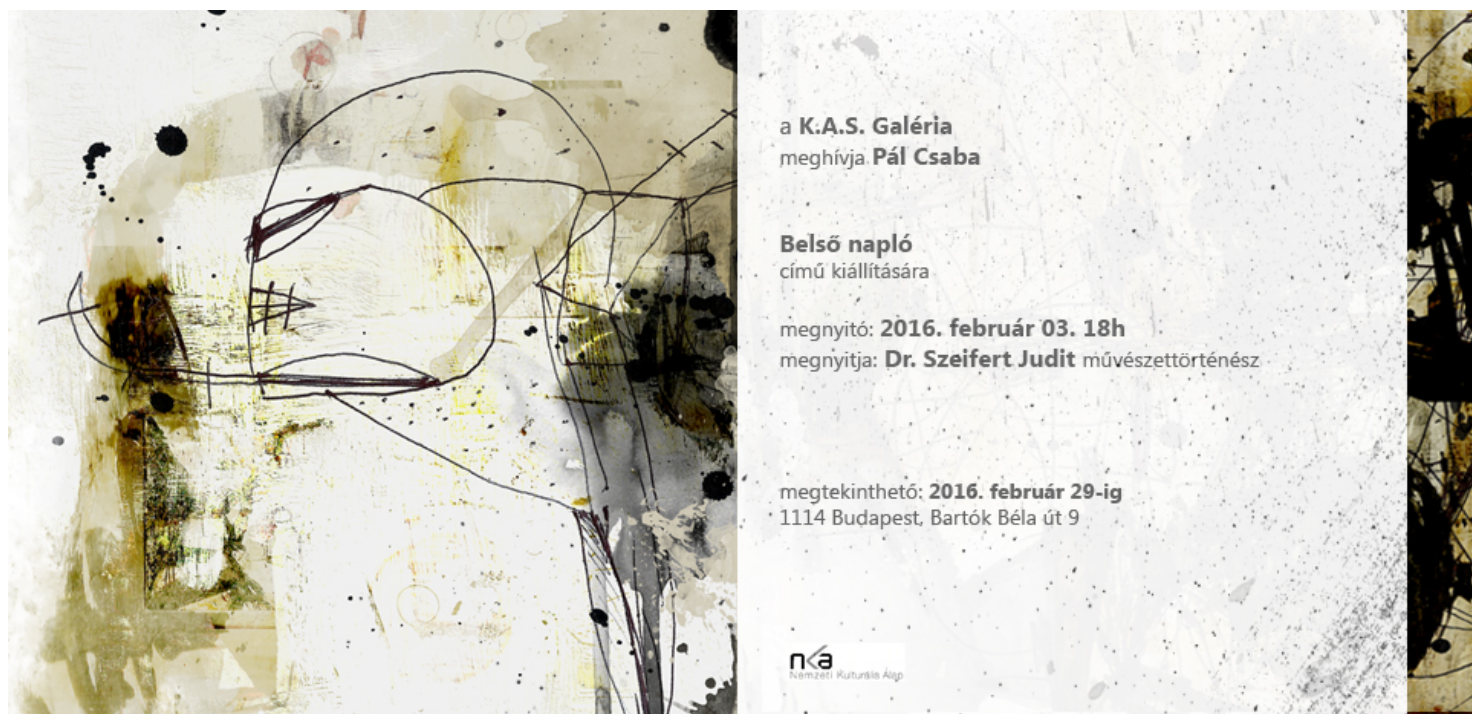 a K.A.S. Galéria
meghívja Pál Csaba
Belső napló
című kiállítására
megnyitó: 2016. február 03. 18h
megnyitja: Dr. Szeifert Judit művészettörténész
megtekinthető: 2016. február 29-ig
1114 Budapest, Bartók Béla út 9
nka
Nemzeti Kulturális Alap